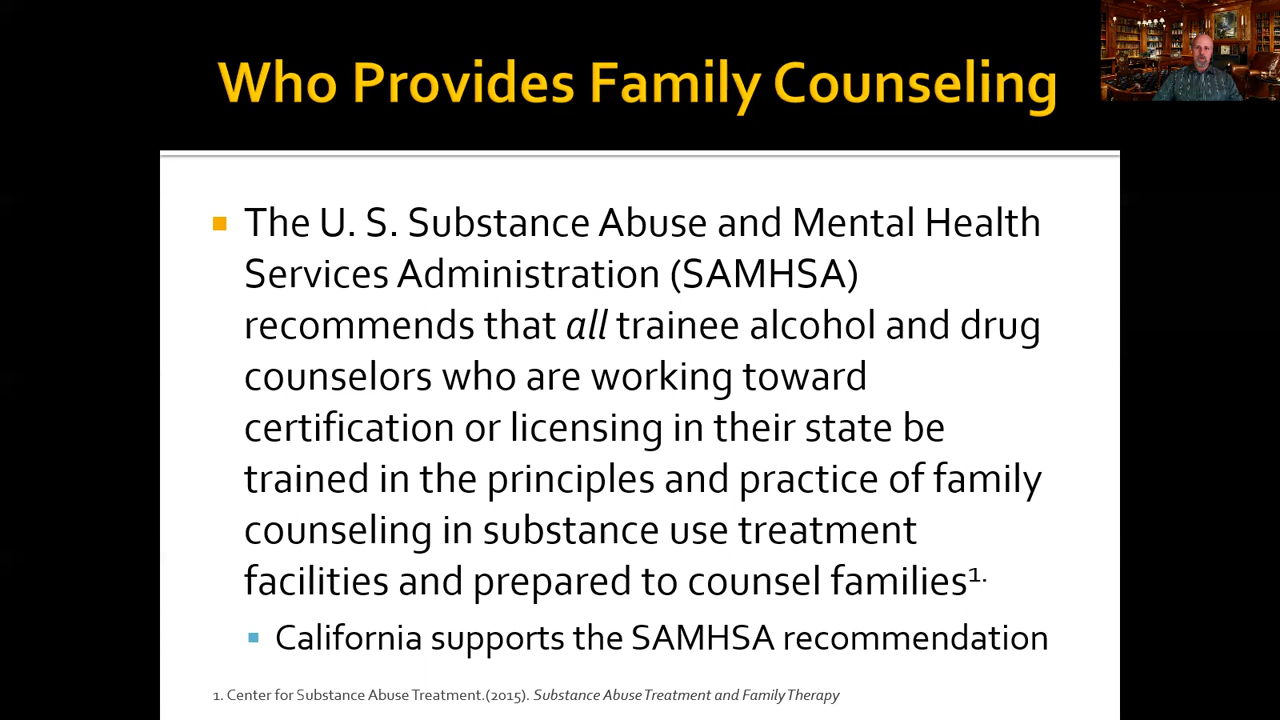 Who Provides Family Counseling
The U. S. Substance Abuse and Mental Health
Services Administration (SAMHSA)
recommends that all trainee alcohol and drug
counselors who are working toward
certification or licensing in their state be
trained in the principles and practice of family
counseling in substance use treatment
facilities and prepared to counsel families1.
California supports the SAMHSA recommendation
1. Center for Substance Abuse Treatment.(2015). Substance Abuse Treatment and Family Therapy